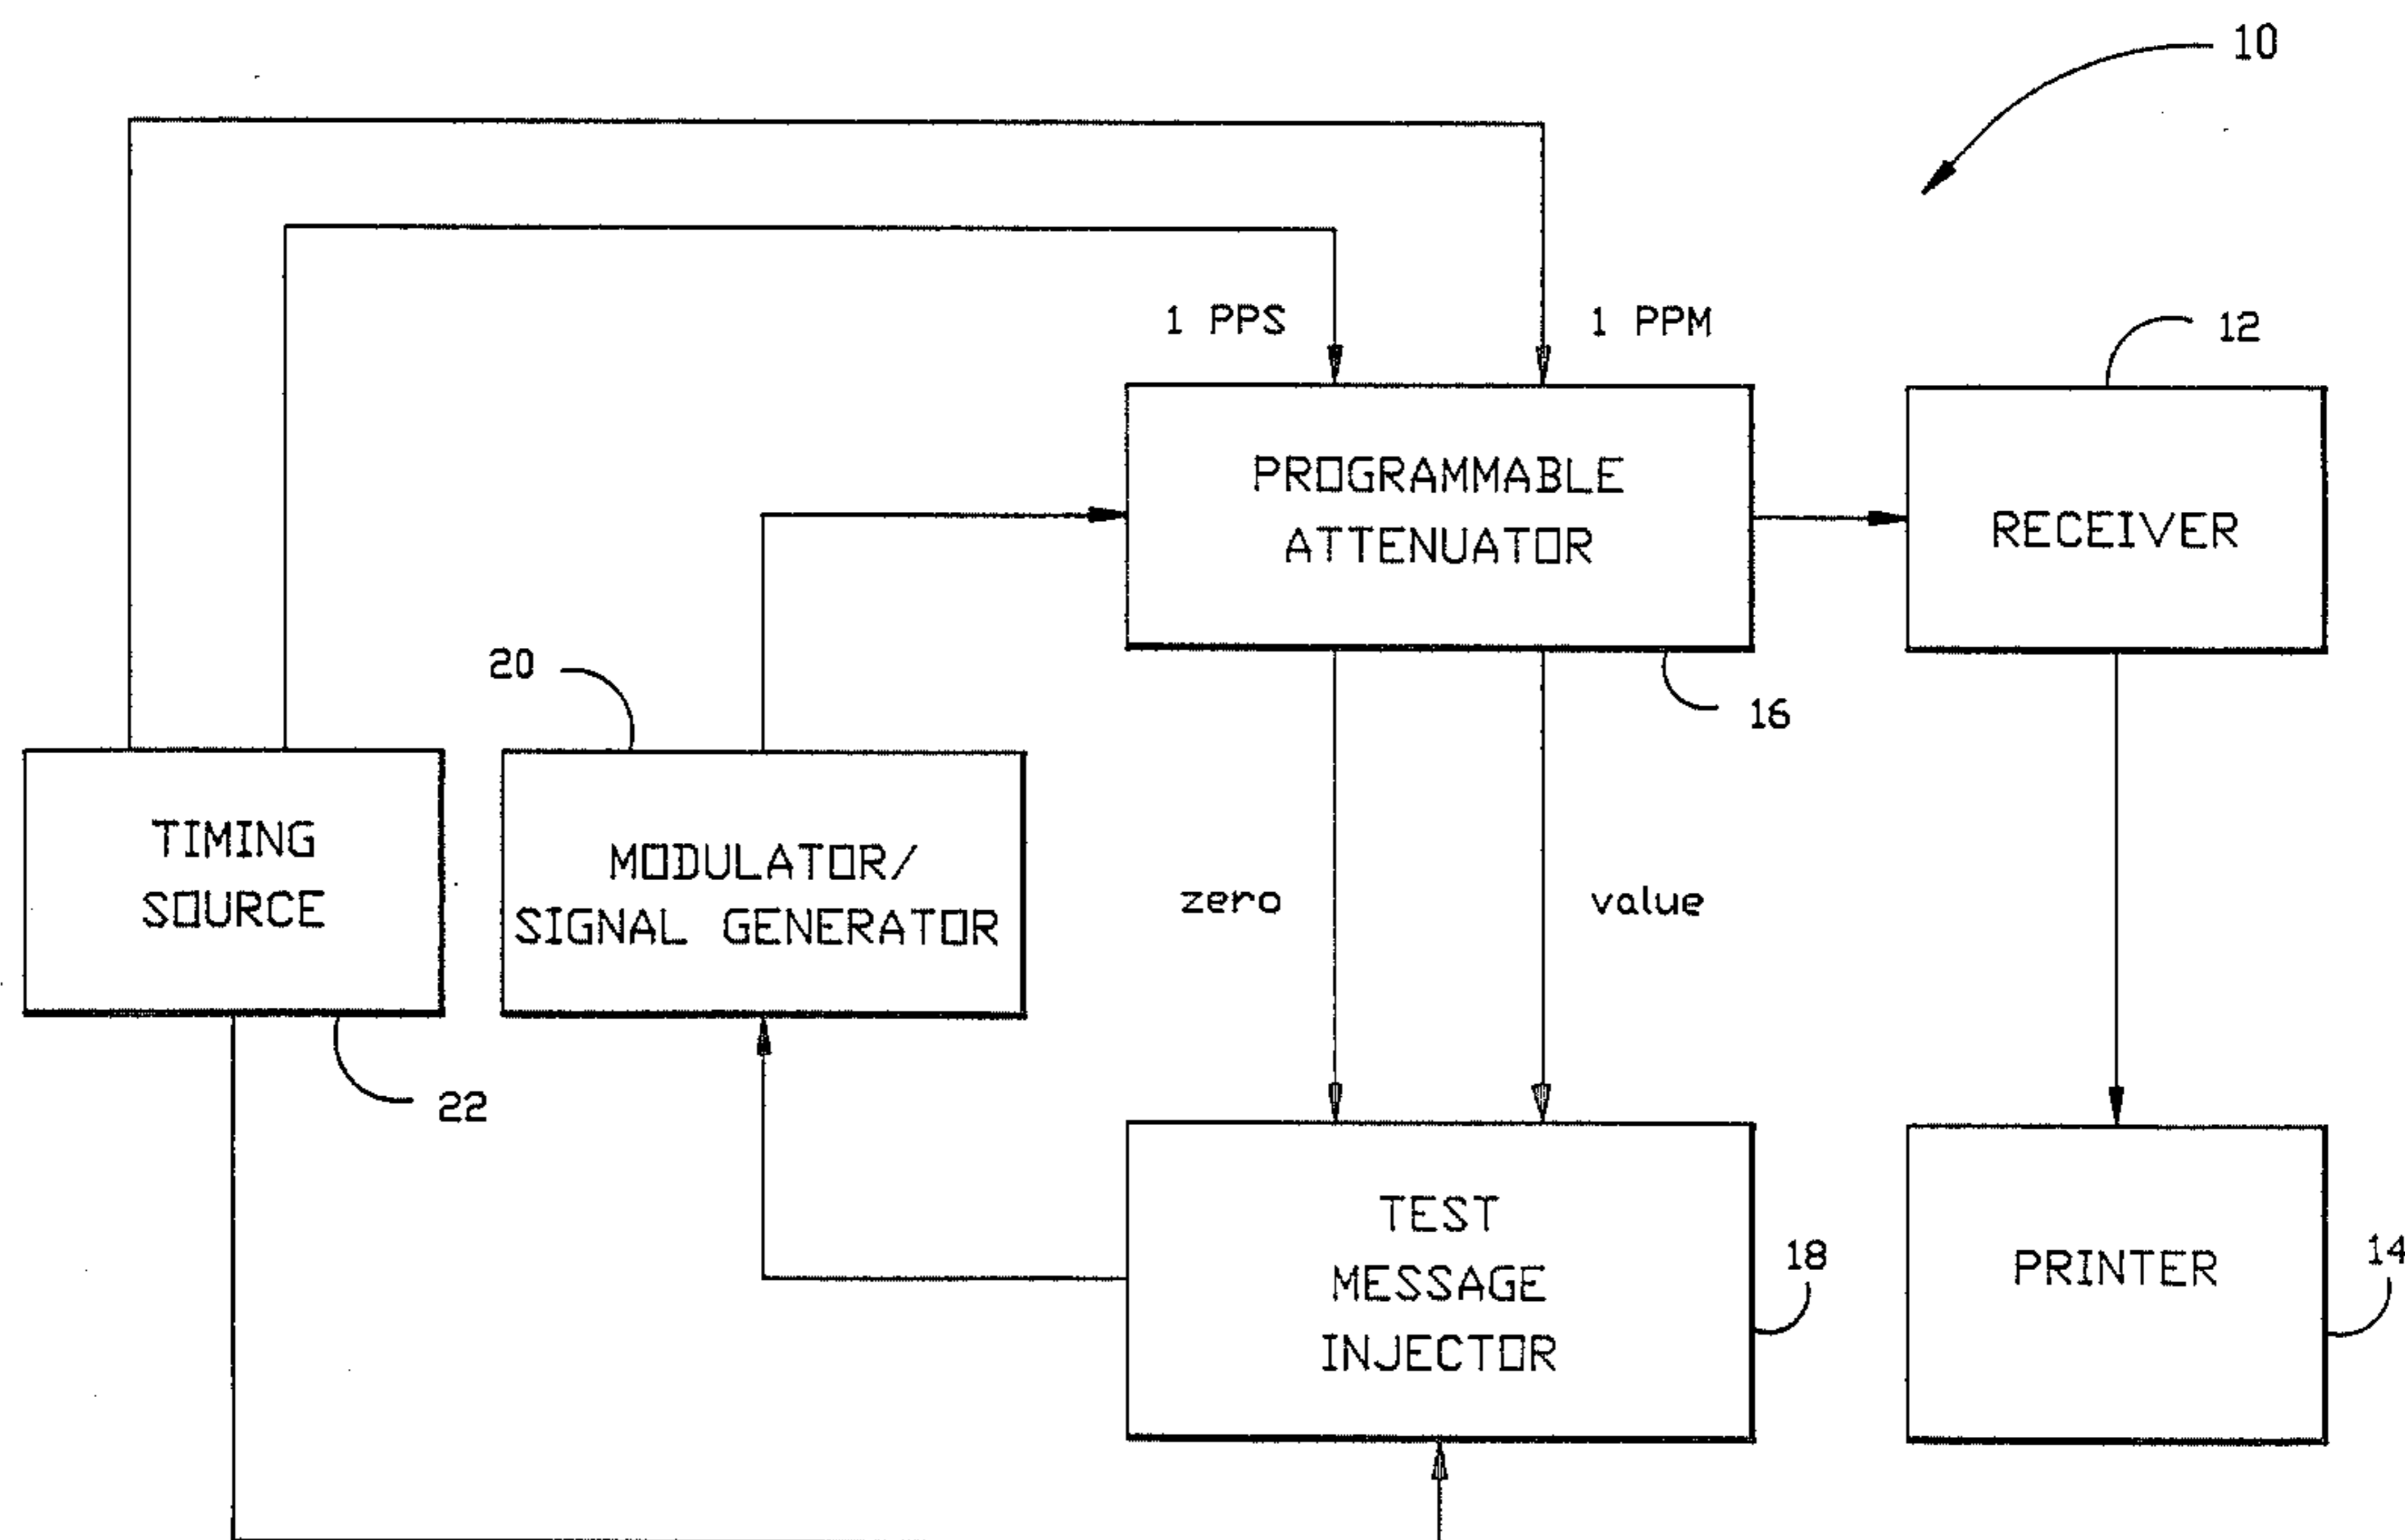 10
1 PPS
1 PPM
12
PROGRAMMABLE
ATTENUATOR
RECEIVER
20
16
TIMING
SOURCE
MODULATOR/
SIGNAL GENERATOR
zero
value
22
TEST
MESSAGE
INJECTOR
18
PRINTER
14